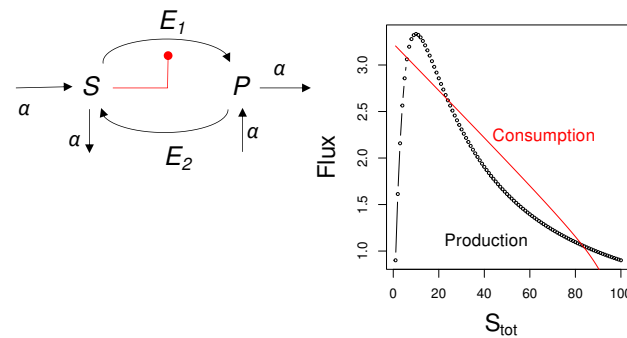 E1
S
P
α
α
α
α
E2
Flux
3.0
2.5
2.0
1.5
1.0
Consumption
Production
0
20
40
60
80
100
Stot